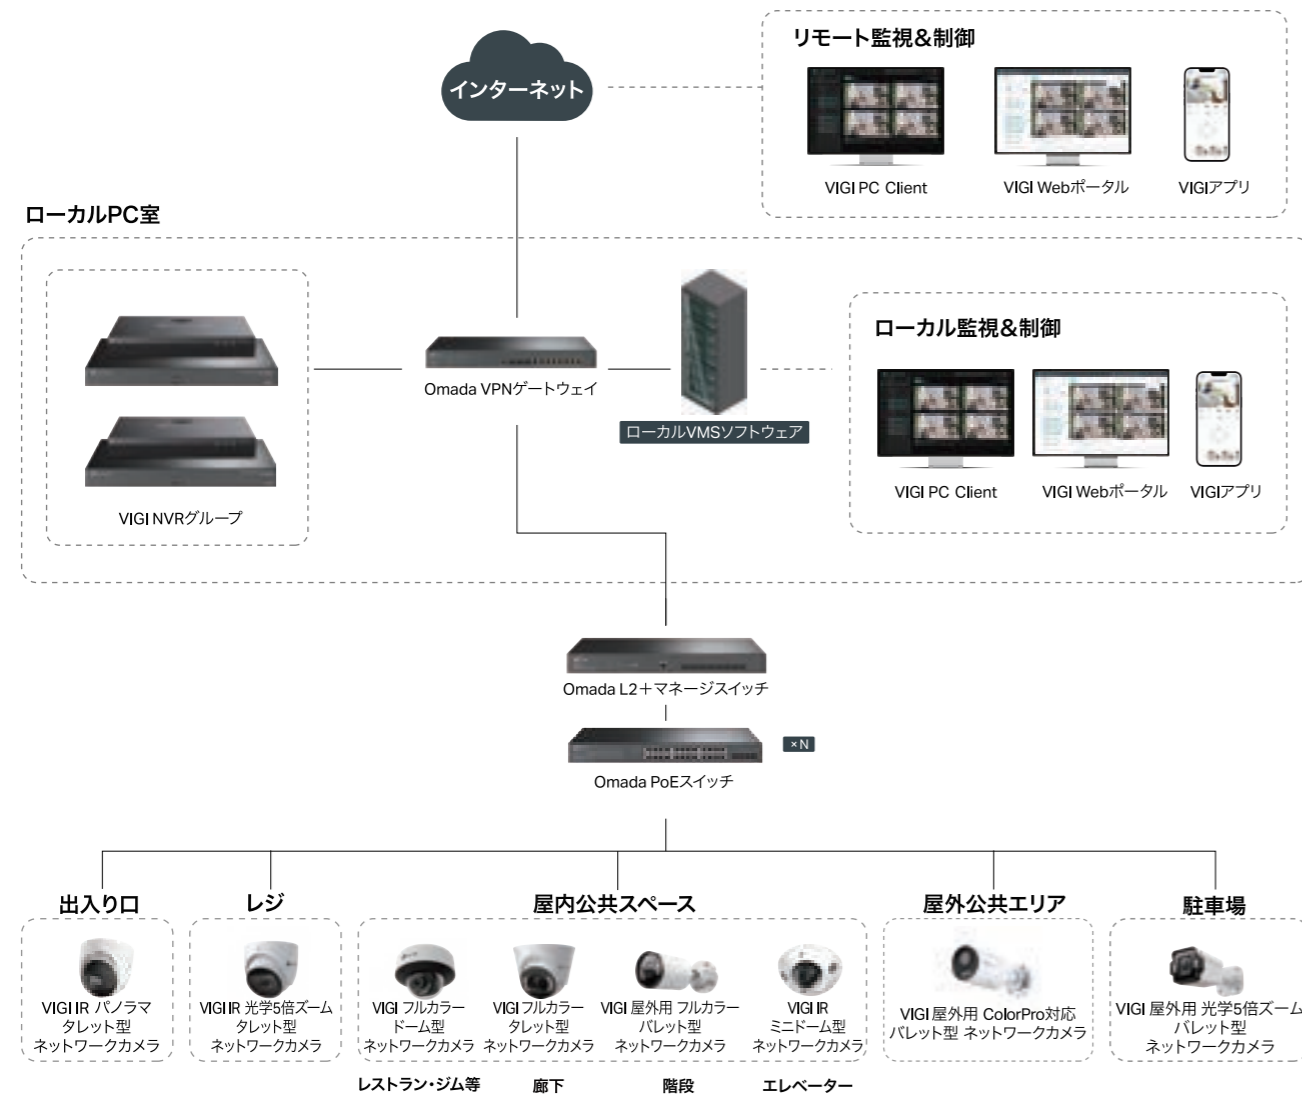 インターネット
リモート監視&制御
VIGI PC Client
VIGI Webポータル
VIGIアプリ
ローカルPC室
VIGI NVRグループ
Omada VPNゲートウェイ
ローカルVMSソフトウェア
ローカル監視&制御
VIGI PC Client
VIGI Webポータル
VIGIアプリ
Omada L2+マネージスイッチ
Omada PoEスイッチ
×N
出入り口
VIGI IR パノラマ
タレット型
ネットワークカメラ
レジ
VIGI IR 光学5倍ズーム
タレット型
ネットワークカメラ
屋内公共スペース
VIGI フルカラー
ドーム型
ネットワークカメラ
レストラン・ジム等
VIGI フルカラー
タレット型
ネットワークカメラ
廊下
VIGI 屋外用 フルカラー
バレット型
ネットワークカメラ
階段
VIGI IR
ミニドーム型
ネットワークカメラ
エレベーター
屋外公共エリア
VIGI 屋外用 ColorPro対応
バレット型 ネットワークカメラ
駐車場
VIGI 屋外用 光学5倍ズーム
バレット型
ネットワークカメラ